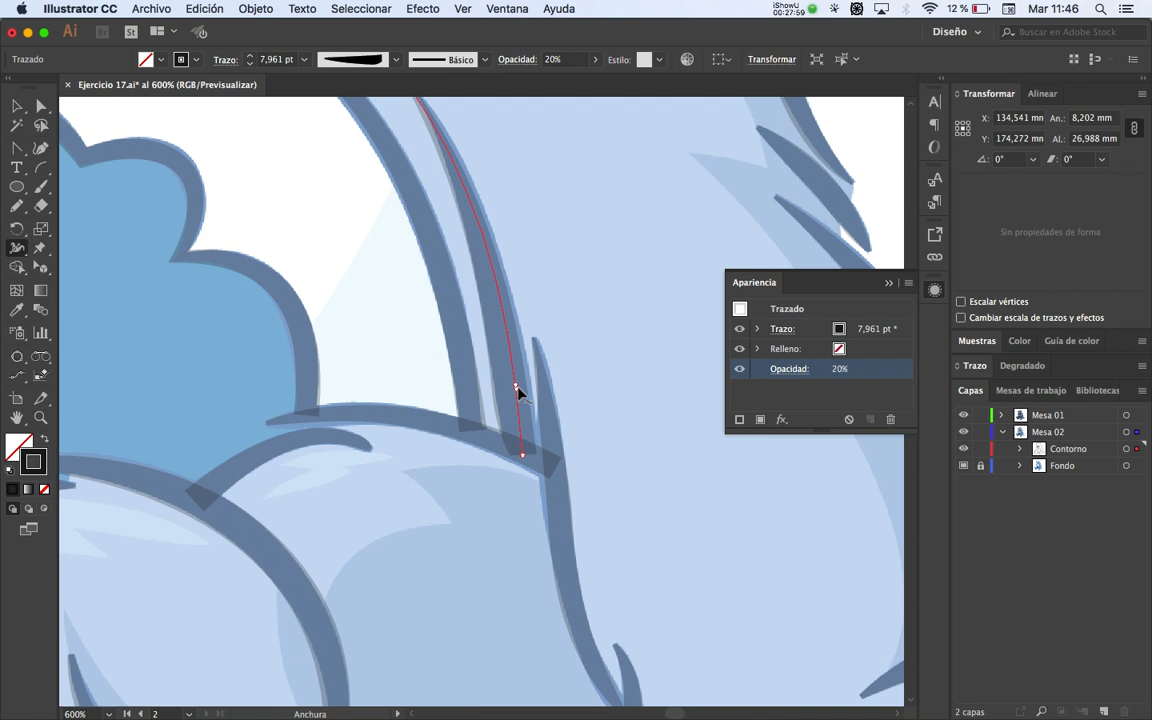 Illustrator CC Archivo Edición Objeto Texto Seleccionar Efecto Ver Ventana Ayuda iShowU 00:27:59 12 % Mar 11:46
Ai Br St Diseño Buscar en Adobe Stock
Trazado Trazo: 7,961 pt Básico Opacidad: 20% Estilo: Transformar
× Ejercicio 17.ai* al 600% (RGB/Previsualizar)
Transformar Alinear
X: 134,541 mm An.: 8,202 mm
Y: 174,272 mm Al.: 26,988 mm
0° 0°
Sin propiedades de forma
Apariencia
Trazado
Trazo: 7,961 pt *
Relleno:
Opacidad: 20%
fx
Escalar vértices
Cambiar escala de trazos y efectos
Muestras Color Guía de color
Trazo Degradado
Capas Mesas de trabajo Bibliotecas
Mesa 01
Mesa 02
Contorno
Fondo
600% 2 Anchura 2 capas